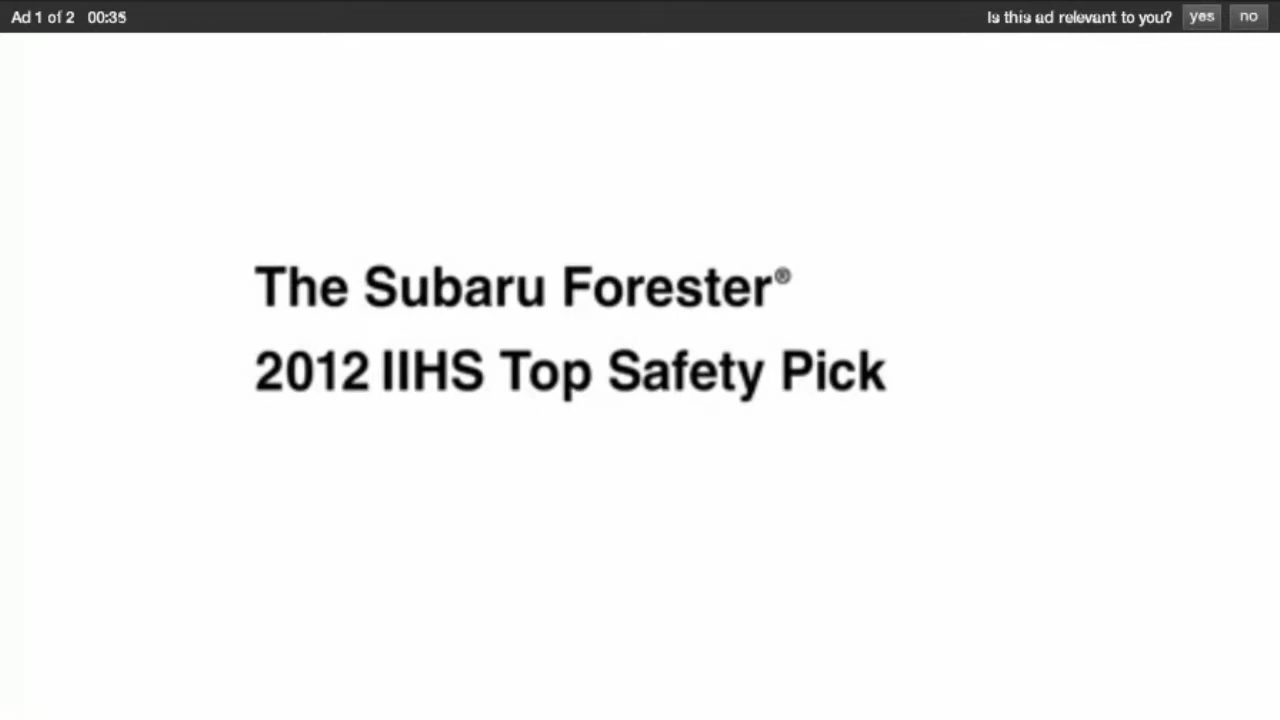 Ad 1 of 2 00:35 Is this ad relevant to you? yes no
The Subaru Forester®
2012 IIHS Top Safety Pick